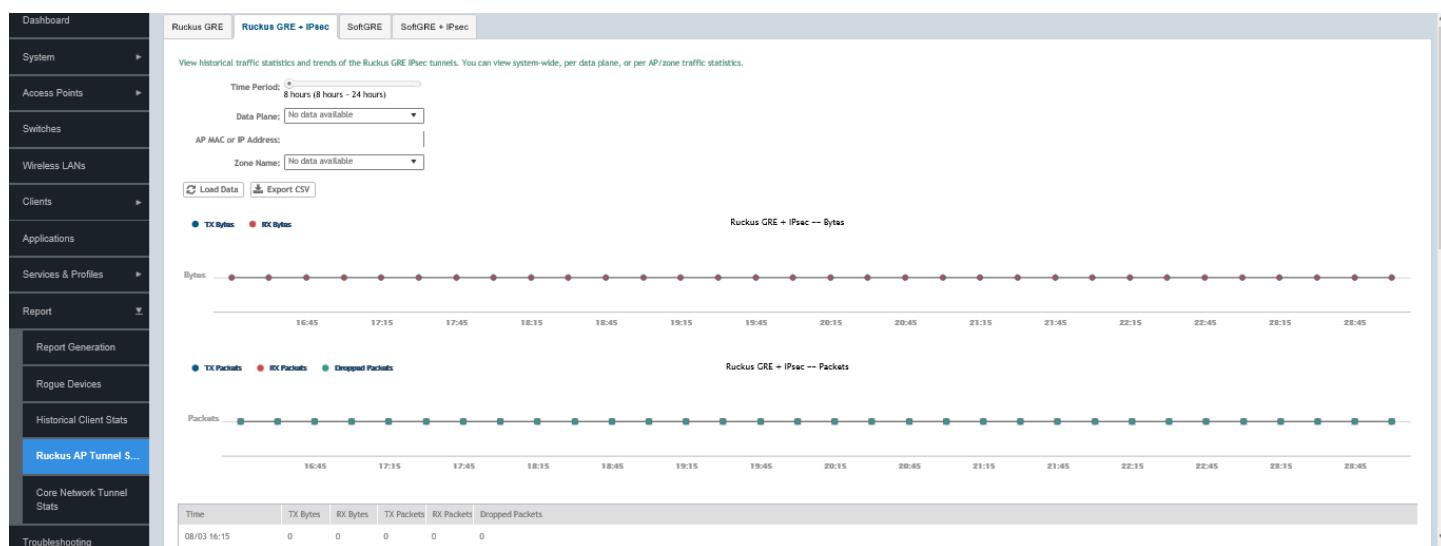 Dashboard
System
Access Points
Switches
Wireless LANs
Clients
Applications
Services & Profiles
Report
Report Generation
Rogue Devices
Historical Client Stats
Ruckus AP Tunnel S...
Core Network Tunnel
Stats
Troubleshooting
Ruckus GRE Ruckus GRE + IPsec SoftGRE SoftGRE + IPsec
View historical traffic statistics and trends of the Ruckus GRE IPsec tunnels. You can view system-wide, per data plane, or per AP/zone traffic statistics.
Time Period:
8 hours (8 hours - 24 hours)
Data Plane: No data available
AP MAC or IP Address:
Zone Name: No data available
Load Data Export CSV
TX Bytes RX Bytes Ruckus GRE + IPsec -- Bytes
Bytes
16:45 17:15 17:45 18:15 18:45 19:15 19:45 20:15 20:45 21:15 21:45 22:15 22:45 28:15 28:45
TX Packets RX Packets Dropped Packets Ruckus GRE + IPsec -- Packets
Packets
16:45 17:15 17:45 18:15 18:45 19:15 19:45 20:15 20:45 21:15 21:45 22:15 22:45 28:15 28:45
Time TX Bytes RX Bytes TX Packets RX Packets Dropped Packets
08/03 16:15 0 0 0 0 0